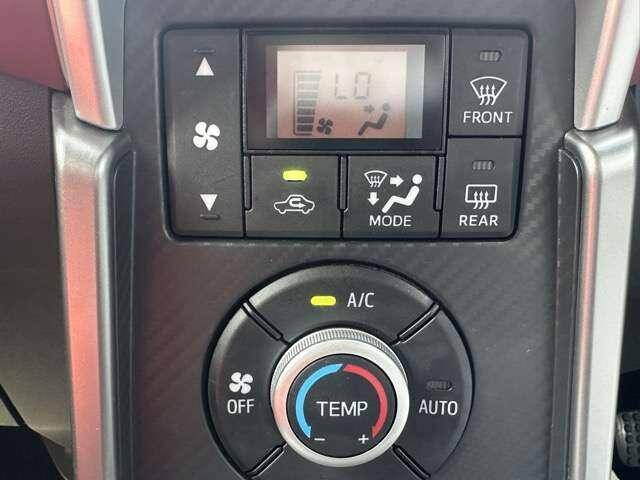 LO
FRONT
MODE
REAR
A/C
OFF
TEMP
AUTO
- +